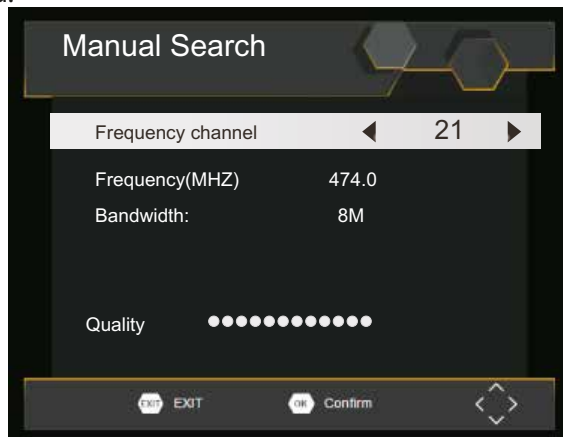 Manual Search
Frequency channel 21
Frequency(MHZ) 474.0
Bandwidth: 8M
Quality
EXIT EXIT OK Confirm